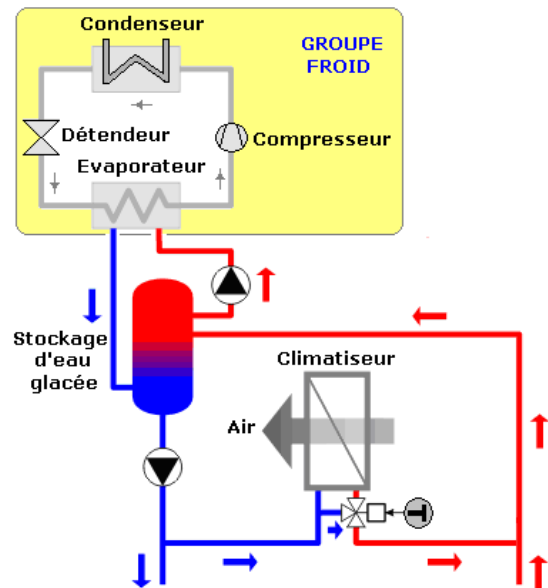 Condenseur
GROUPE
FROID
Détendeur
Compresseur
Evaporateur
Stockage
d'eau
glacée
Climatiseur
Air
T